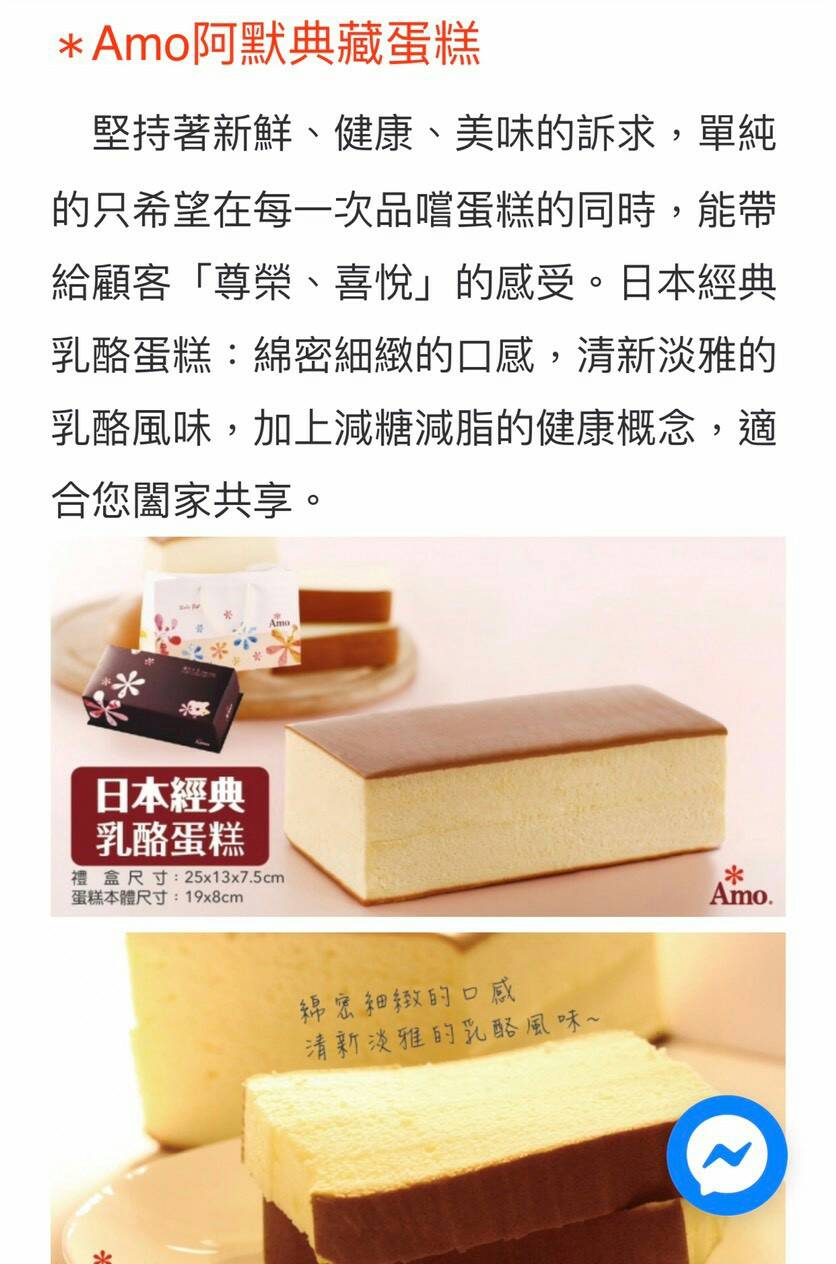 ＊Amo阿默典藏蛋糕
堅持著新鮮、健康、美味的訴求，單純
的只希望在每一次品嚐蛋糕的同時，能帶
給顧客「尊榮、喜悅」的感受。日本經典
乳酪蛋糕：綿密細緻的口感，清新淡雅的
乳酪風味，加上減糖減脂的健康概念，適
合您闔家共享。
Amo
日本經典
乳酪蛋糕
禮盒尺寸：25x13x7.5cm
蛋糕本體尺寸：19x8cm
Amo.
綿密細緻的口感
清新淡雅的乳酪風味~